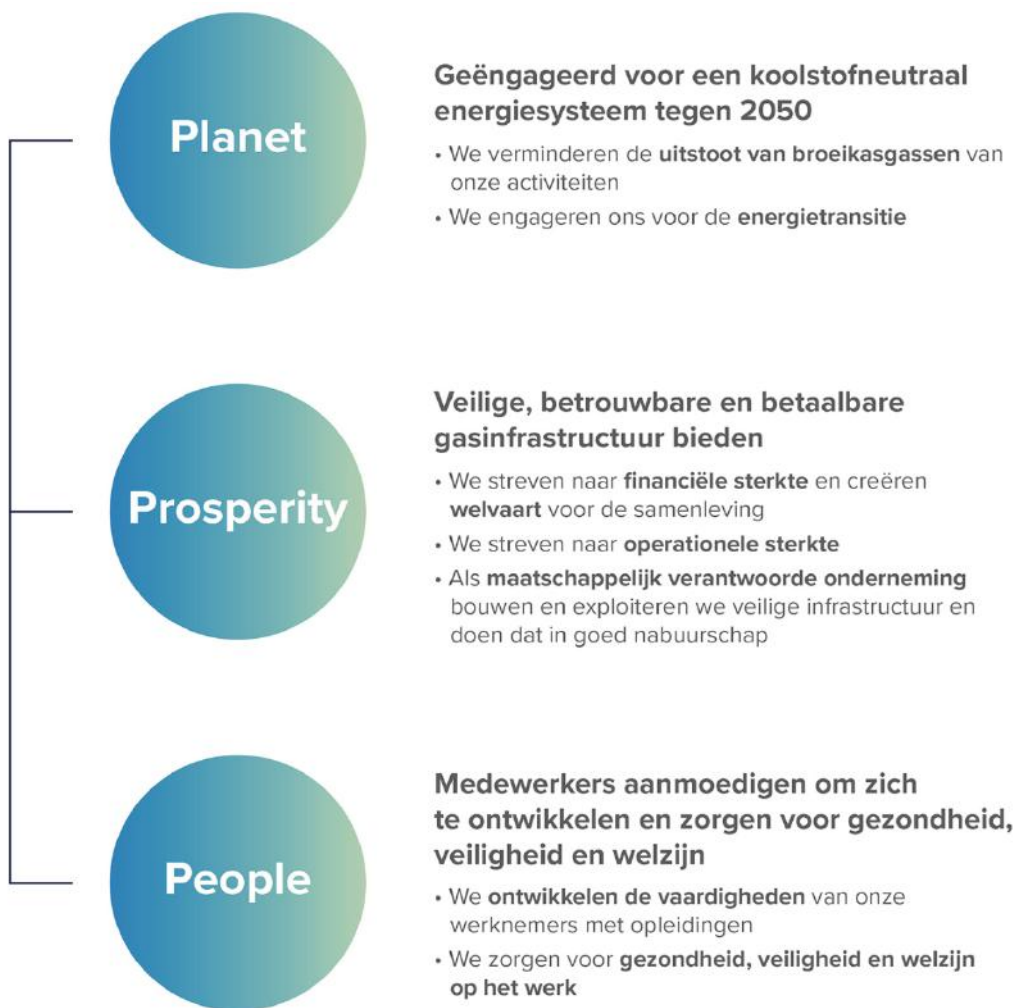 Planet
Geëngageerd voor een koolstofneutraal
energiesysteem tegen 2050
• We verminderen de uitstoot van broeikasgassen van
onze activiteiten
• We engageren ons voor de energietransitie
Prosperity
Veilige, betrouwbare en betaalbare
gasinfrastructuur bieden
• We streven naar financiële sterkte en creëren
welvaart voor de samenleving
• We streven naar operationele sterkte
• Als maatschappelijk verantwoorde onderneming
bouwen en exploiteren we veilige infrastructuur en
doen dat in goed nabuurschap
People
Medewerkers aanmoedigen om zich
te ontwikkelen en zorgen voor gezondheid,
veiligheid en welzijn
• We ontwikkelen de vaardigheden van onze
werknemers met opleidingen
• We zorgen voor gezondheid, veiligheid en welzijn
op het werk